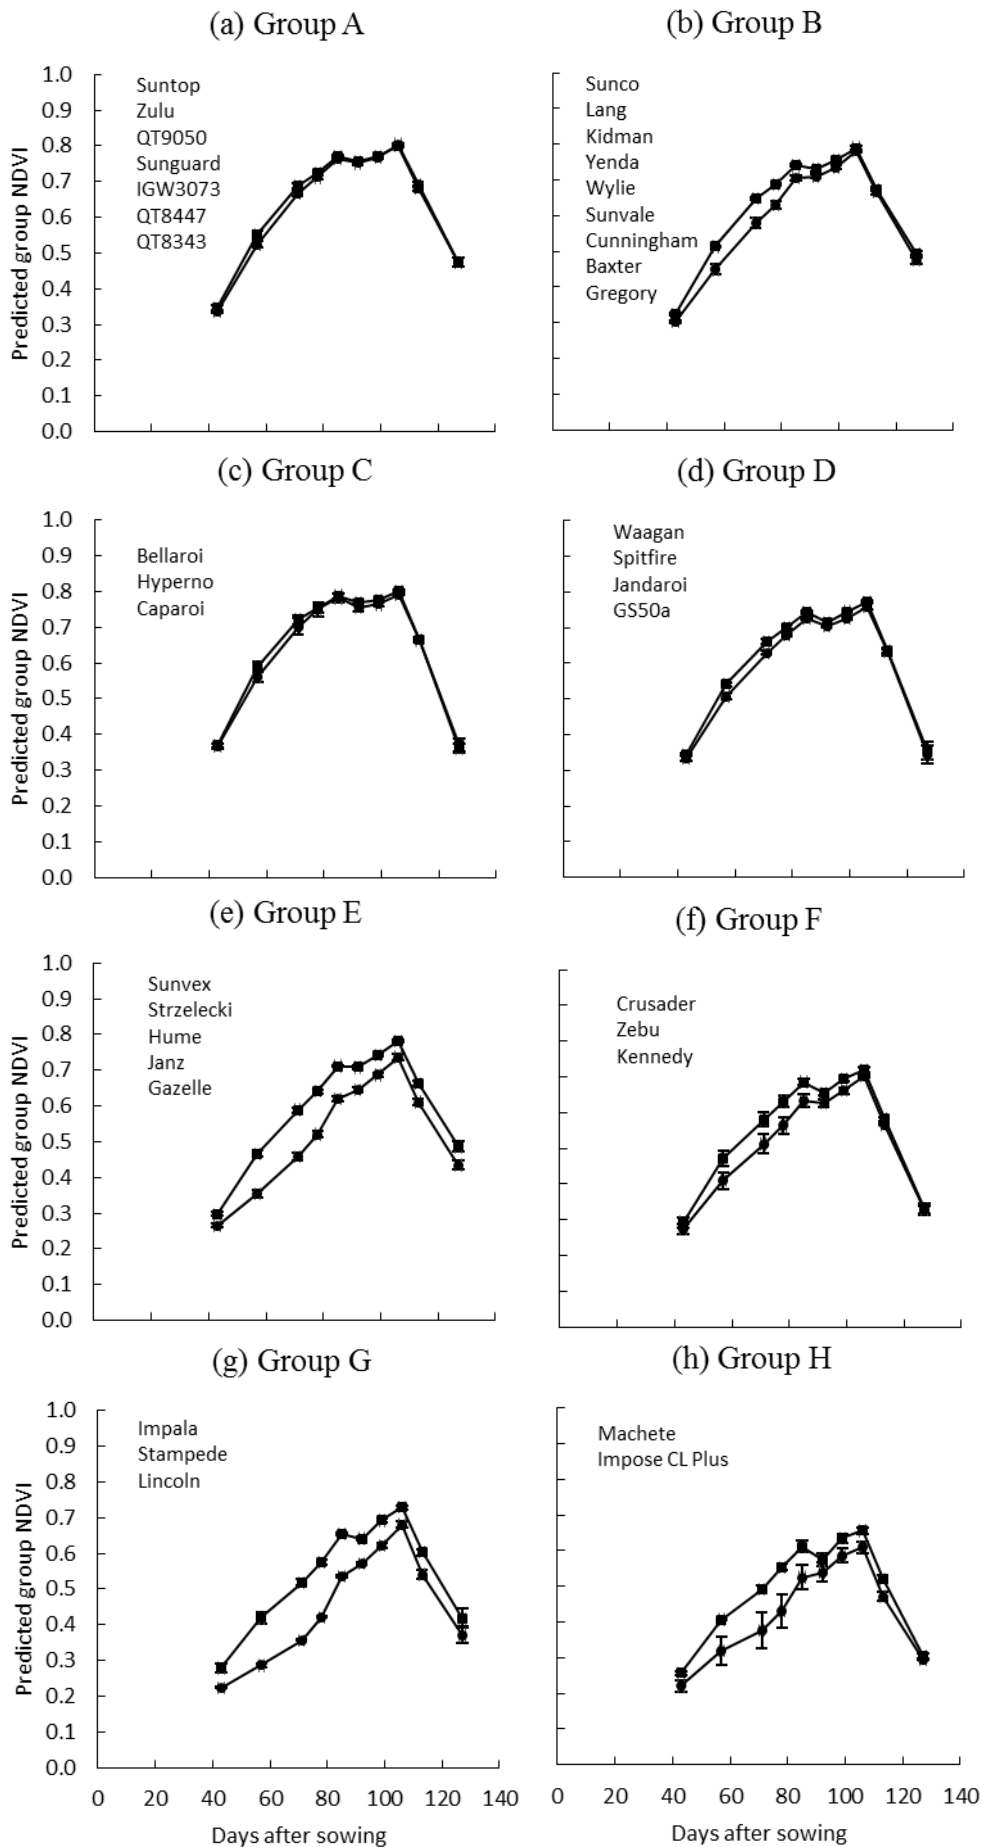 (a) Group A
(b) Group B
Predicted group NDVI
1.0
0.9
0.8
0.7
0.6
0.5
0.4
0.3
0.2
0.1
0.0
Suntop
Zulu
QT9050
Sunguard
IGW3073
QT8447
QT8343
Sunco
Lang
Kidman
Yenda
Wylie
Sunvale
Cunningham
Baxter
Gregory
(c) Group C
(d) Group D
Predicted group NDVI
1.0
0.9
0.8
0.7
0.6
0.5
0.4
0.3
0.2
0.1
0.0
Bellaroi
Hyperno
Caparoi
Waagan
Spitfire
Jandaroi
GS50a
(e) Group E
(f) Group F
Predicted group NDVI
1.0
0.9
0.8
0.7
0.6
0.5
0.4
0.3
0.2
0.1
0.0
Sunvex
Strzelecki
Hume
Janz
Gazelle
Crusader
Zebu
Kennedy
(g) Group G
(h) Group H
Predicted group NDVI
1.0
0.9
0.8
0.7
0.6
0.5
0.4
0.3
0.2
0.1
0.0
Impala
Stampede
Lincoln
Machete
Impose CL Plus
0 20 40 60 80 100 120 140
0 20 40 60 80 100 120 140
Days after sowing
Days after sowing